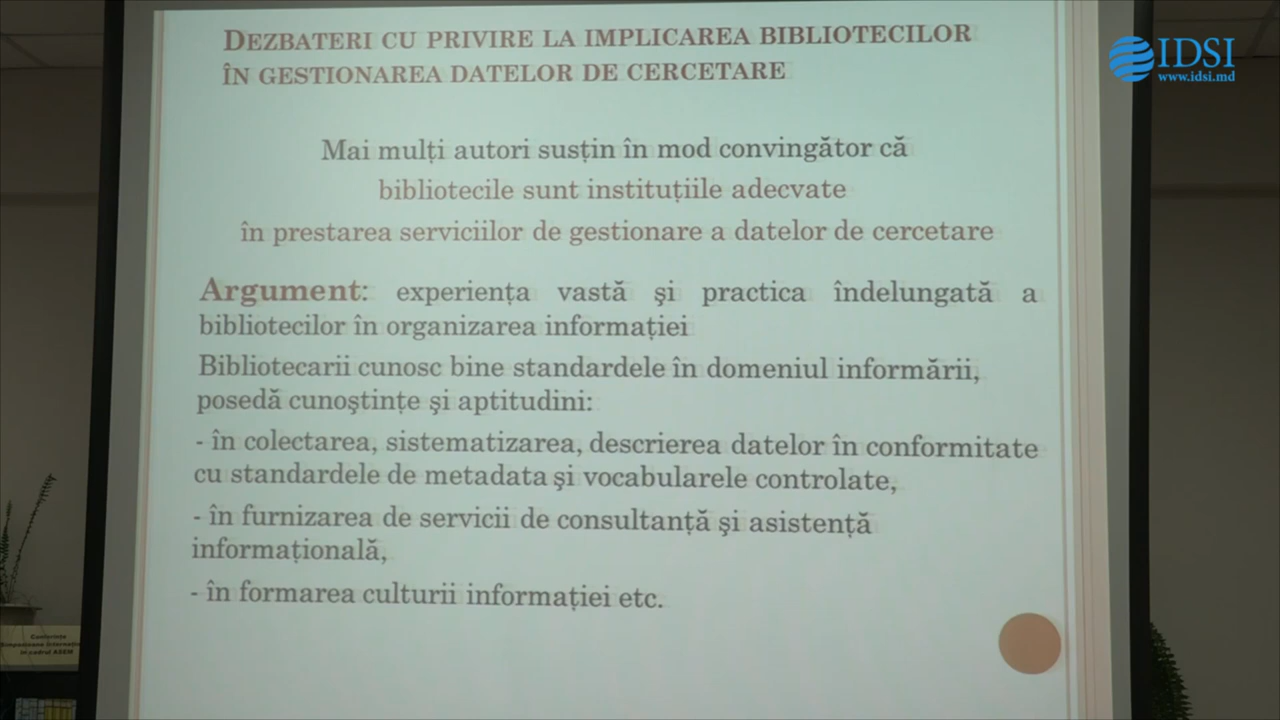 DEZBATERI CU PRIVIRE LA IMPLICAREA BIBLIOTECILOR
ÎN GESTIONAREA DATELOR DE CERCETARE
IDSI
www.idsi.md
Mai mulți autori susțin în mod convingător că
bibliotecile sunt instituțiile adecvate
în prestarea serviciilor de gestionare a datelor de cercetare
Argument: experiența vastă şi practica îndelungată a
bibliotecilor în organizarea informației
Bibliotecarii cunosc bine standardele în domeniul informării,
posedă cunoştințe şi aptitudini:
- în colectarea, sistematizarea, descrierea datelor în conformitate
cu standardele de metadata şi vocabularele controlate,
- în furnizarea de servicii de consultanță şi asistență
informațională,
- în formarea culturii informației etc.
Conferințe
în cadrul ASEM